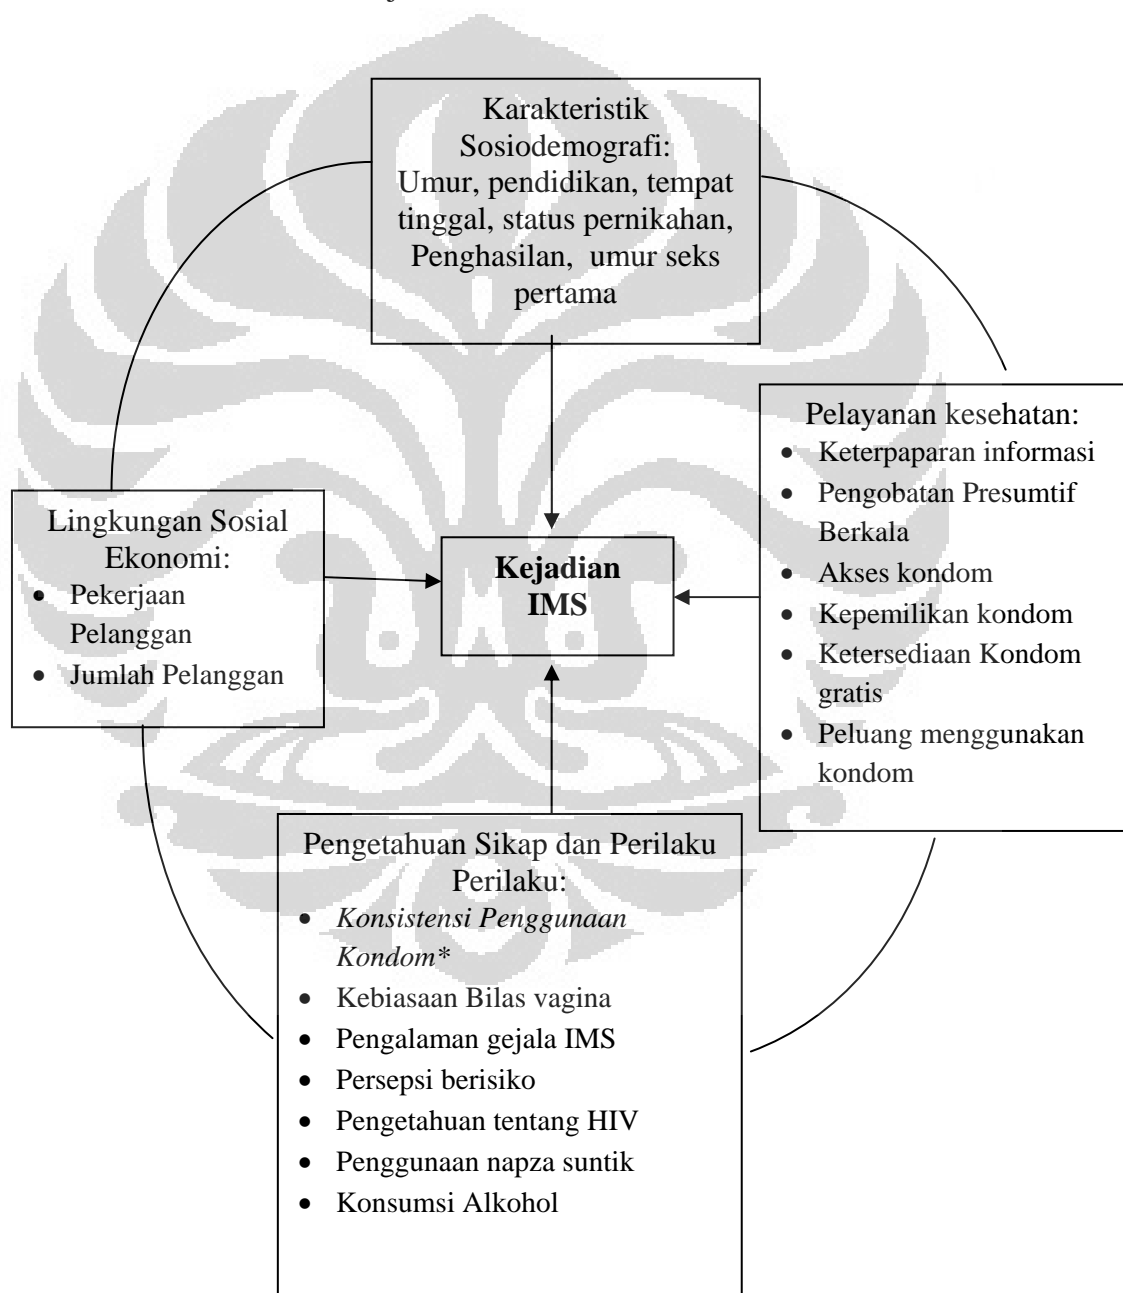 Karakteristik
Sosiodemografi:
Umur, pendidikan, tempat
tinggal, status pernikahan,
Penghasilan, umur seks
pertama
Pelayanan kesehatan:
• Keterpaparan informasi
• Pengobatan Presumtif
Berkala
• Akses kondom
• Kepemilikan kondom
• Ketersediaan Kondom
gratis
• Peluang menggunakan
kondom
Lingkungan Sosial
Ekonomi:
• Pekerjaan
Pelanggan
• Jumlah Pelanggan
Kejadian
IMS
Pengetahuan Sikap dan Perilaku
Perilaku:
• Konsistensi Penggunaan
Kondom*
• Kebiasaan Bilas vagina
• Pengalaman gejala IMS
• Persepsi berisiko
• Pengetahuan tentang HIV
• Penggunaan napza suntik
• Konsumsi Alkohol